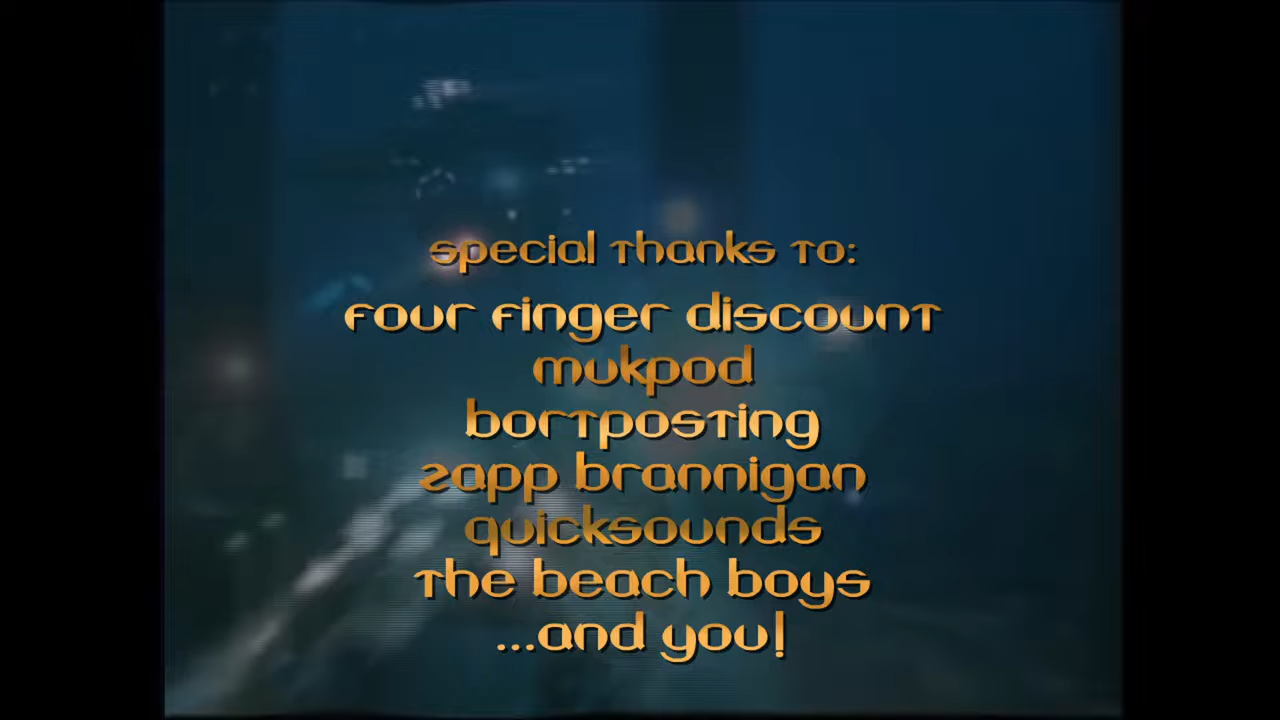 special thanks to:
four finger discount
mukpod
bortposting
zapp brannigan
quicksounds
the beach boys
...and you!